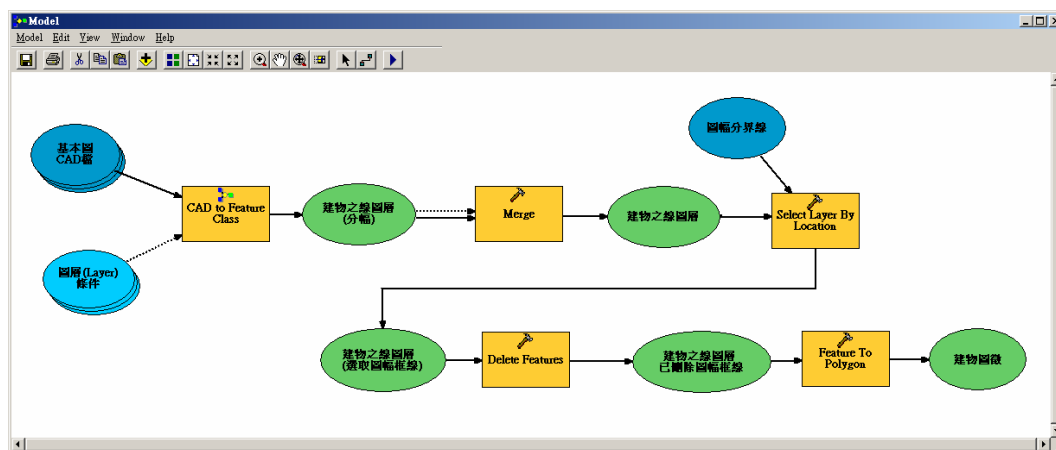 Model
Model Edit View Window Help
基本圖
CAD檔
圖層(Layer)
條件
CAD to Feature
Class
建物之線圖層
(分幅)
Merge
建物之線圖層
圖幅分界線
Select Layer By
Location
建物之線圖層
(選取圖幅框線)
Delete Features
建物之線圖層
已刪除圖幅框線
Feature To
Polygon
建物圖徵